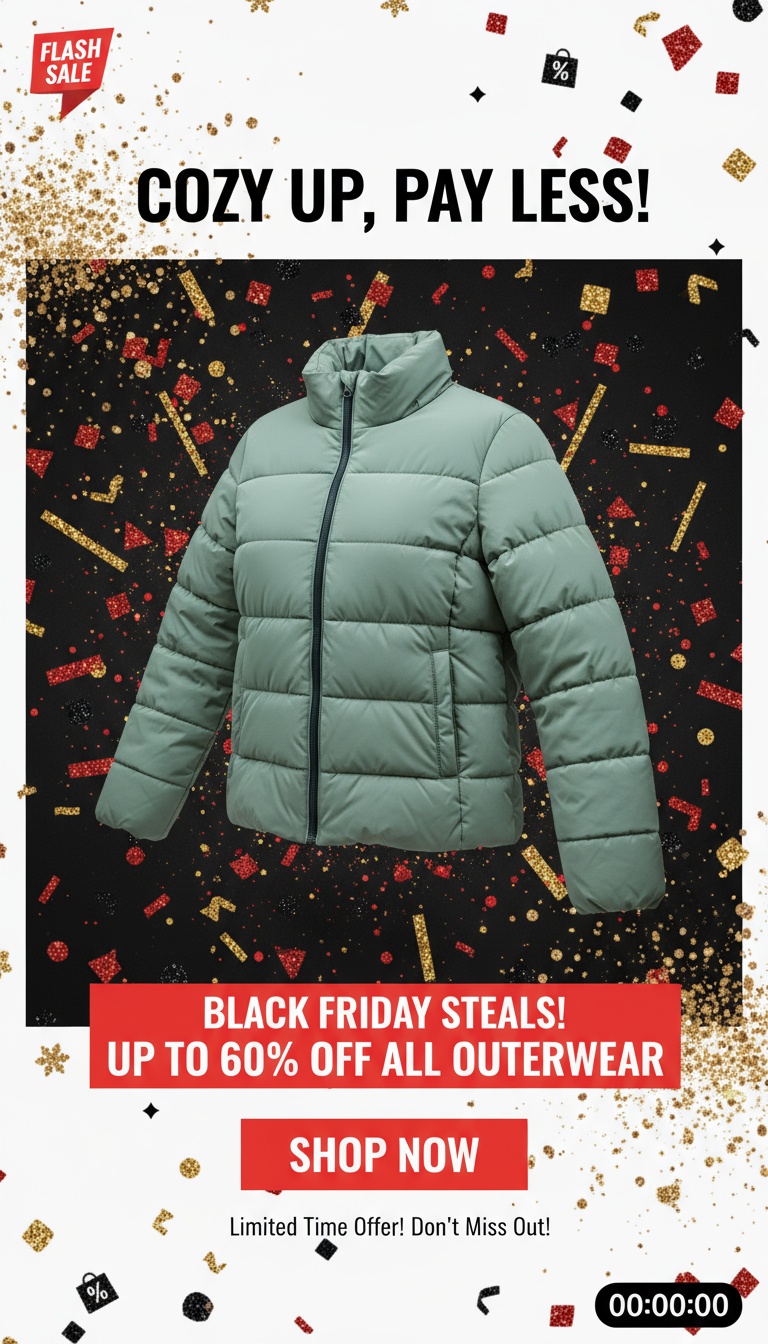 FLASH
SALE
%
COZY UP, PAY LESS!
BLACK FRIDAY STEALS!
UP TO 60% OFF ALL OUTERWEAR
SHOP NOW
Limited Time Offer! Don't Miss Out!
%
00:00:00